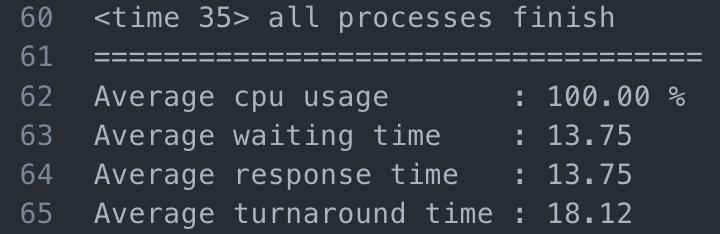 60 <time 35> all processes finish
61 ===================================
62 Average cpu usage       : 100.00 %
63 Average waiting time    : 13.75
64 Average response time   : 13.75
65 Average turnaround time : 18.12